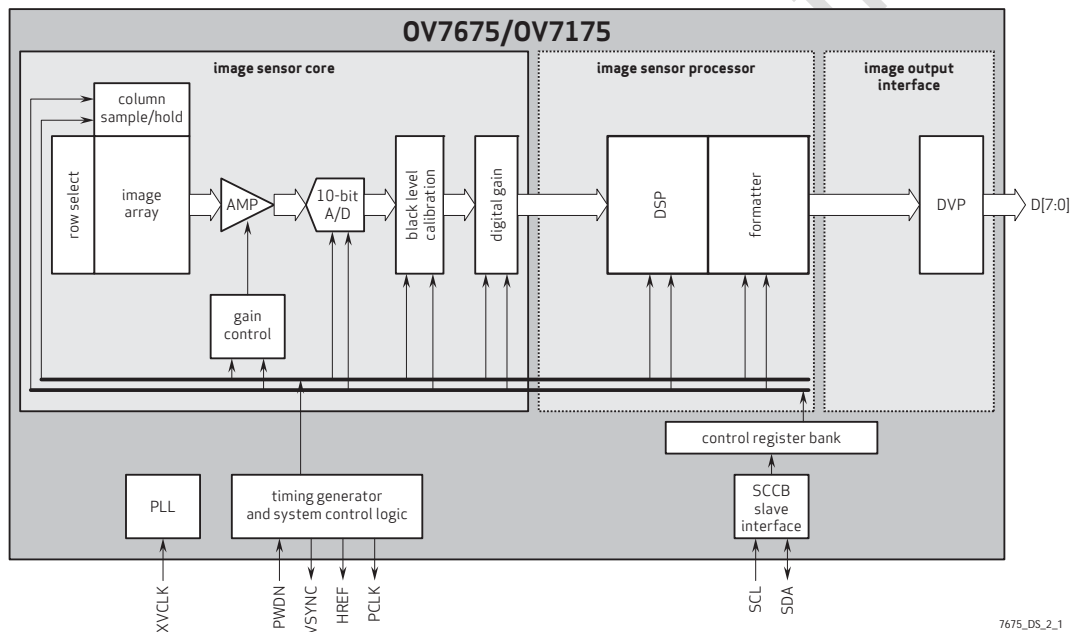 OV7675/OV7175
image sensor core
image sensor processor
image output
interface
column
sample/hold
row select
image
array
AMP
10-bit
A/D
black level
calibration
digital gain
DSP
formatter
DVP
D[7:0]
gain
control
control register bank
PLL
timing generator
and system control logic
SCCB
slave
interface
XVCLK
PWDN
VSYNC
HREF
PCLK
SCL
SDA
7675_DS_2_1